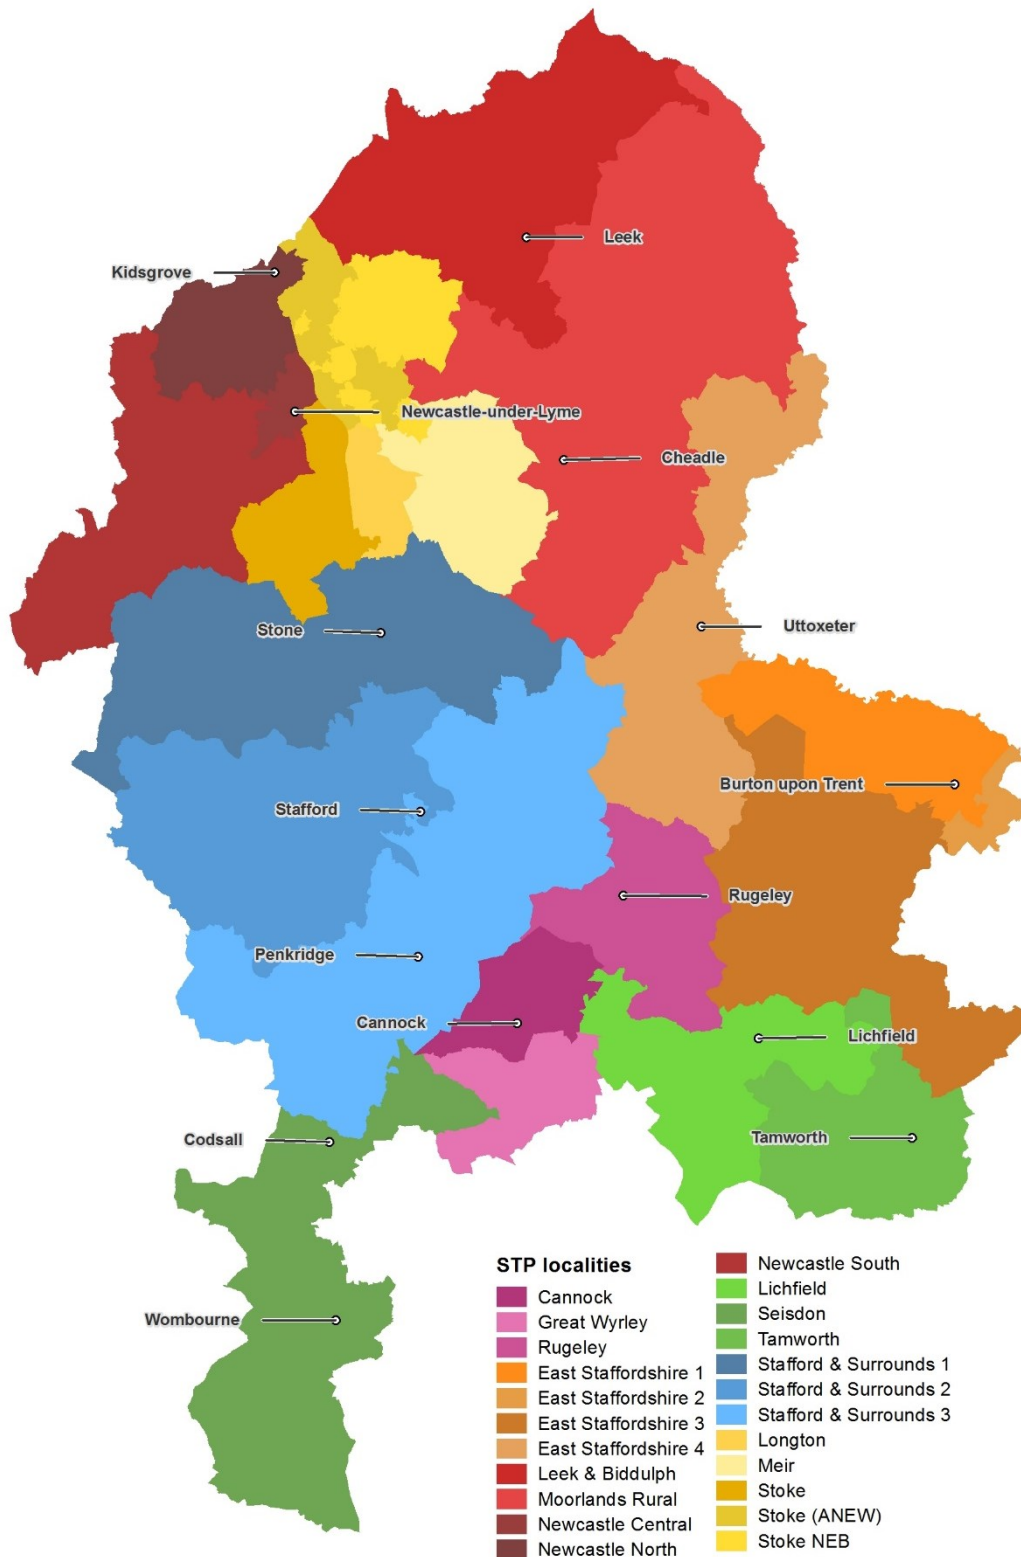 Leek
Kidsgrove
Newcastle-under-Lyme
Cheadle
Stone
Uttoxeter
Burton upon Trent
Stafford
Rugeley
Penkridge
Cannock
Lichfield
Codsall
Tamworth
Wombourne
STP localities
Cannock
Great Wyrley
Rugeley
East Staffordshire 1
East Staffordshire 2
East Staffordshire 3
East Staffordshire 4
Leek & Biddulph
Moorlands Rural
Newcastle Central
Newcastle North
Newcastle South
Lichfield
Seisdon
Tamworth
Stafford & Surrounds 1
Stafford & Surrounds 2
Stafford & Surrounds 3
Longton
Meir
Stoke
Stoke (ANEW)
Stoke NEB